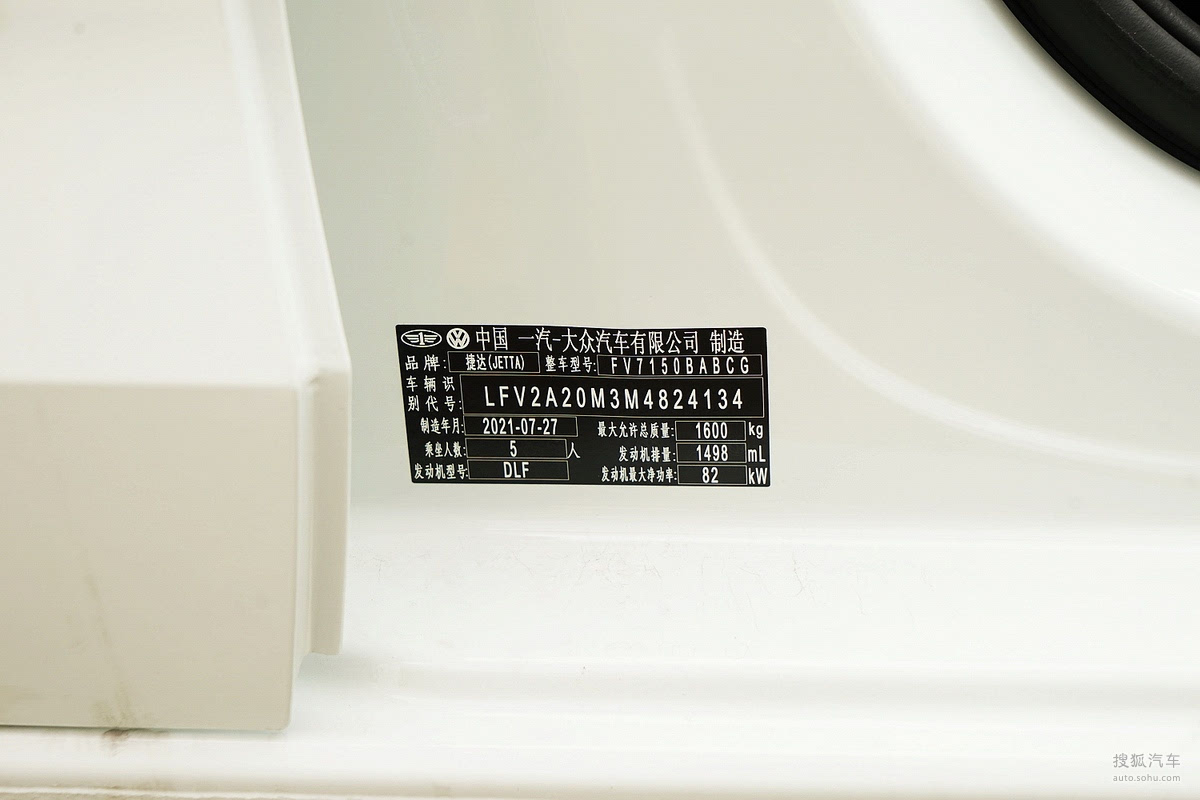 中国 一汽-大众汽车有限公司 制造
品牌: 捷达(JETTA) 整车型号: FV7150BABCG
车辆识
别代号: LFV2A20M3M4824134
制造年月: 2021-07-27 最大允许总质量: 1600 kg
乘坐人数: 5 人 发动机排量: 1498 mL
发动机型号: DLF 发动机最大净功率: 82 kW
搜狐汽车
auto.sohu.com